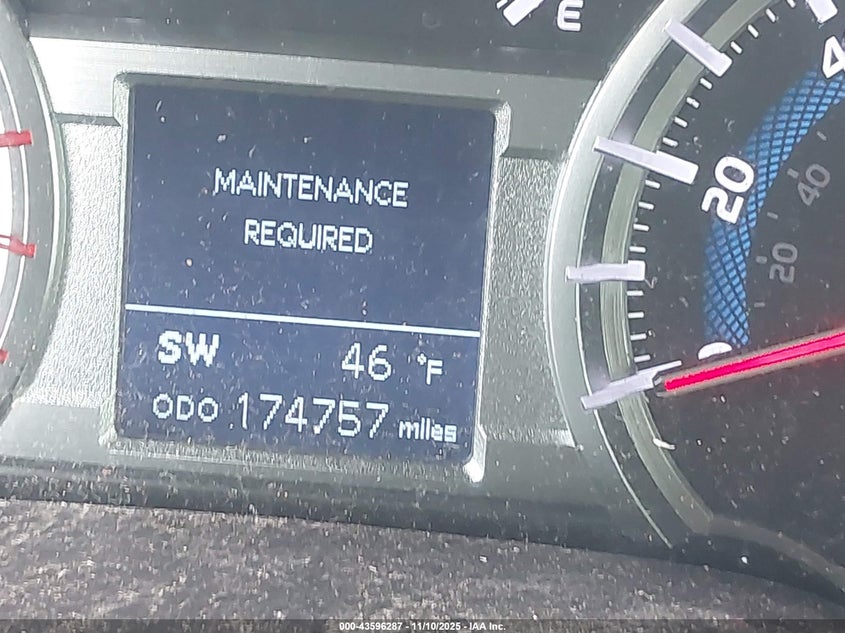 E
MAINTENANCE
REQUIRED
SW 46 °F
ODO 174757 miles
20
40
20
000-43596287 - 11/10/2025 - IAA Inc.